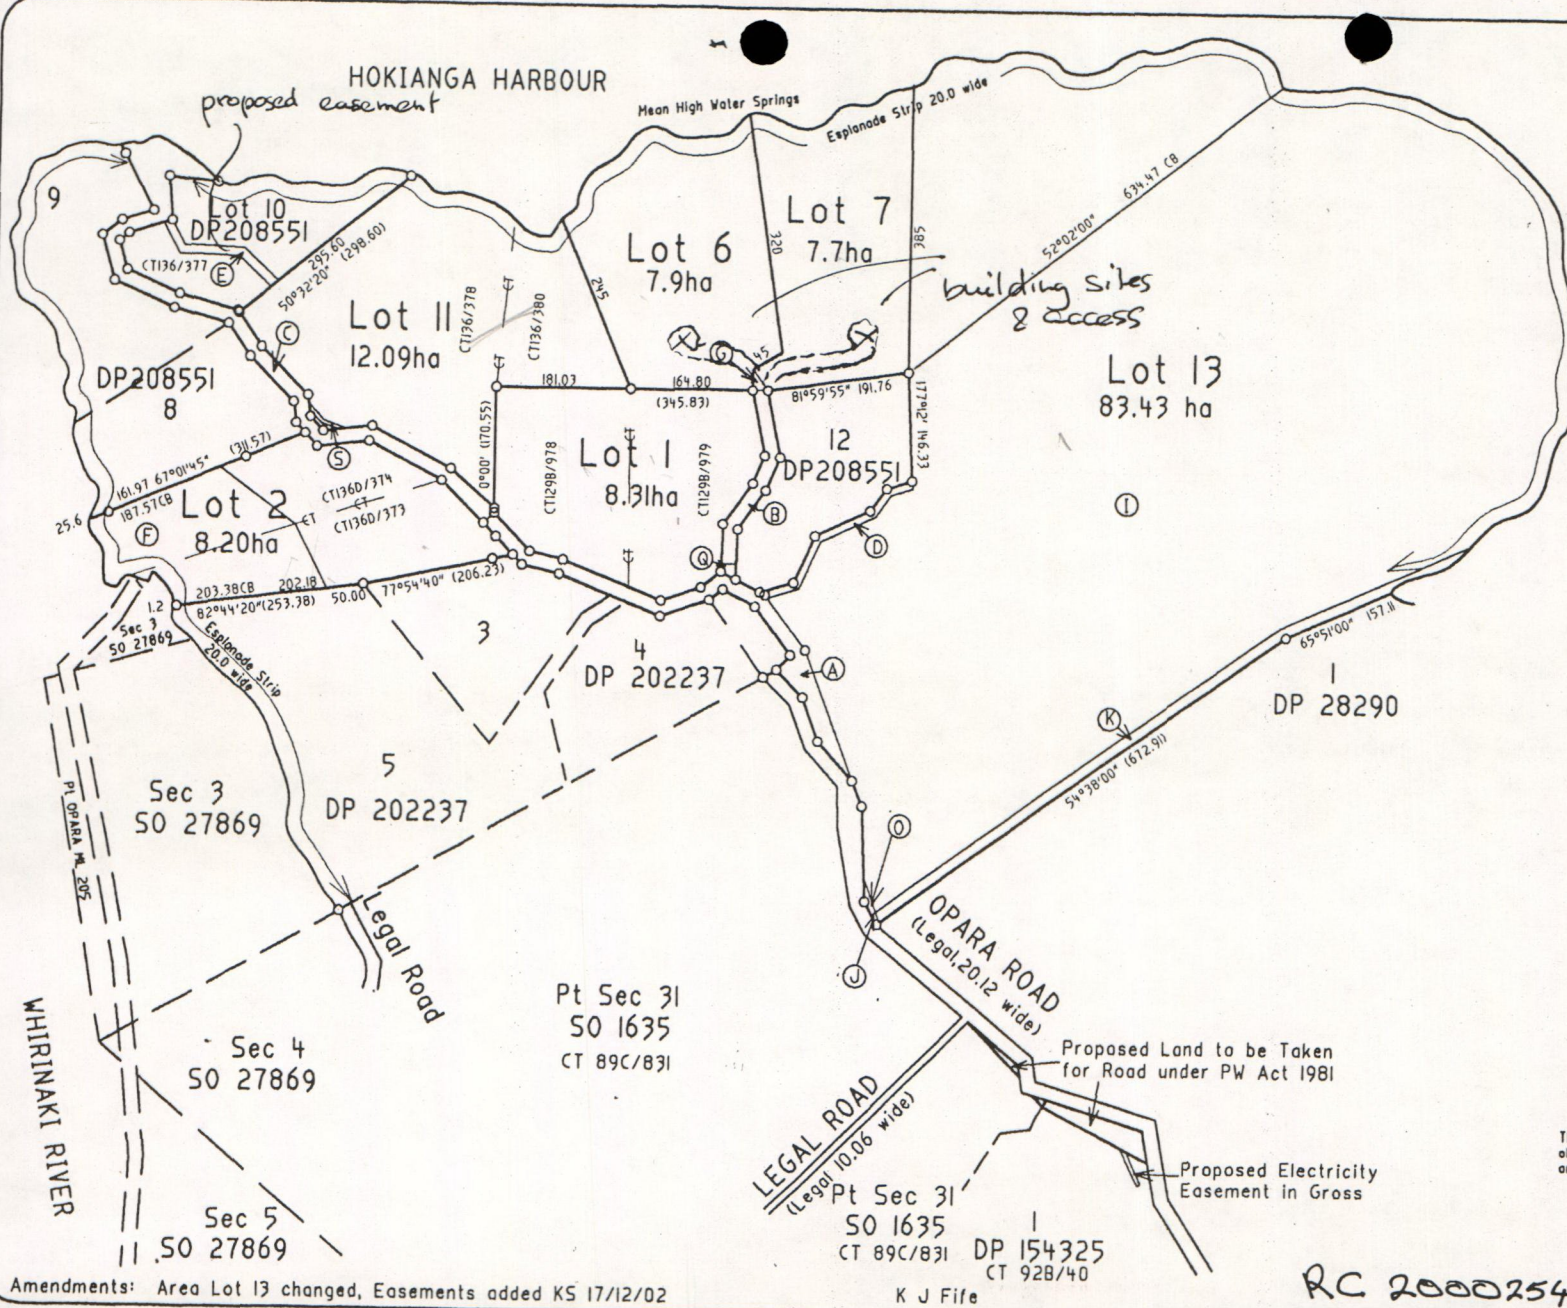 HOKIANGA HARBOUR
proposed easement
Mean High Water Springs
Esplanade Strip 20.0 wide
9
Lot 10
DP208551
CT136/377
E
295.60
50°32'20" (298.60)
C
Lot 11
12.09ha
CT136/378
CT
CT136/380
245
Lot 6
7.9ha
320
Lot 7
7.7ha
385
52°02'00"
634.47 CB
building sites
& access
G
45
DP208551
8
CT
181.03
164.80
(345.83)
81°59'55" 191.76
177°12' 146.33
Lot 13
83.43 ha
I
S
(311.57)
161.97 67°01'45"
187.57CB
25.6
F
Lot 2
8.20ha
CT136D/374
CT
CT
CT136D/373
0°00' (170.55)
CT129B/978
CT
Lot 1
8.31ha
CT
CT129B/979
12
DP208551
B
D
Q
203.38CB
202.18
50.00
77°54'40" (206.23)
82°44'20"(253.38)
1.2
Sec 3
SO 27869
Esplanade Strip
20.0 wide
3
4
DP 202237
A
65°51'00" 157.11
1
DP 28290
K
54°38'00" (672.91)
5
DP 202237
Sec 3
SO 27869
Pt OPARA ML 205
O
J
OPARA ROAD
(Legal,20.12 wide)
Legal Road
Pt Sec 31
SO 1635
CT 89C/831
WHIRINAKI RIVER
Sec 4
SO 27869
Proposed Land to be Taken
for Road under PW Act 1981
LEGAL ROAD
(Legal 10.06 wide)
Proposed Electricity
Easement in Gross
Sec 5
SO 27869
Pt Sec 31
SO 1635
CT 89C/831
1
DP 154325
CT 92B/40
Amendments: Area Lot 13 changed, Easements added KS 17/12/02
K J Fife
RC 2000254